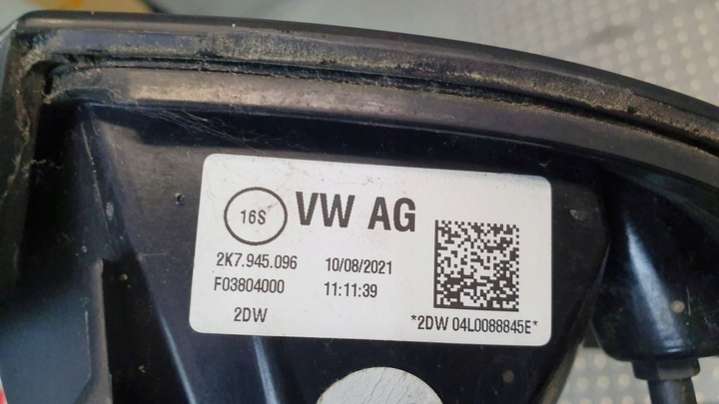 16S VW AG
2K7.945.096 10/08/2021
F03804000 11:11:39
2DW *2DW 04L0088845E*